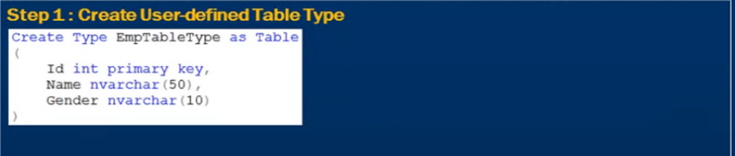 Step 1 : Create User-defined Table Type
Create Type EmpTableType as Table
(
    Id int primary key,
    Name nvarchar(50),
    Gender nvarchar(10)
)